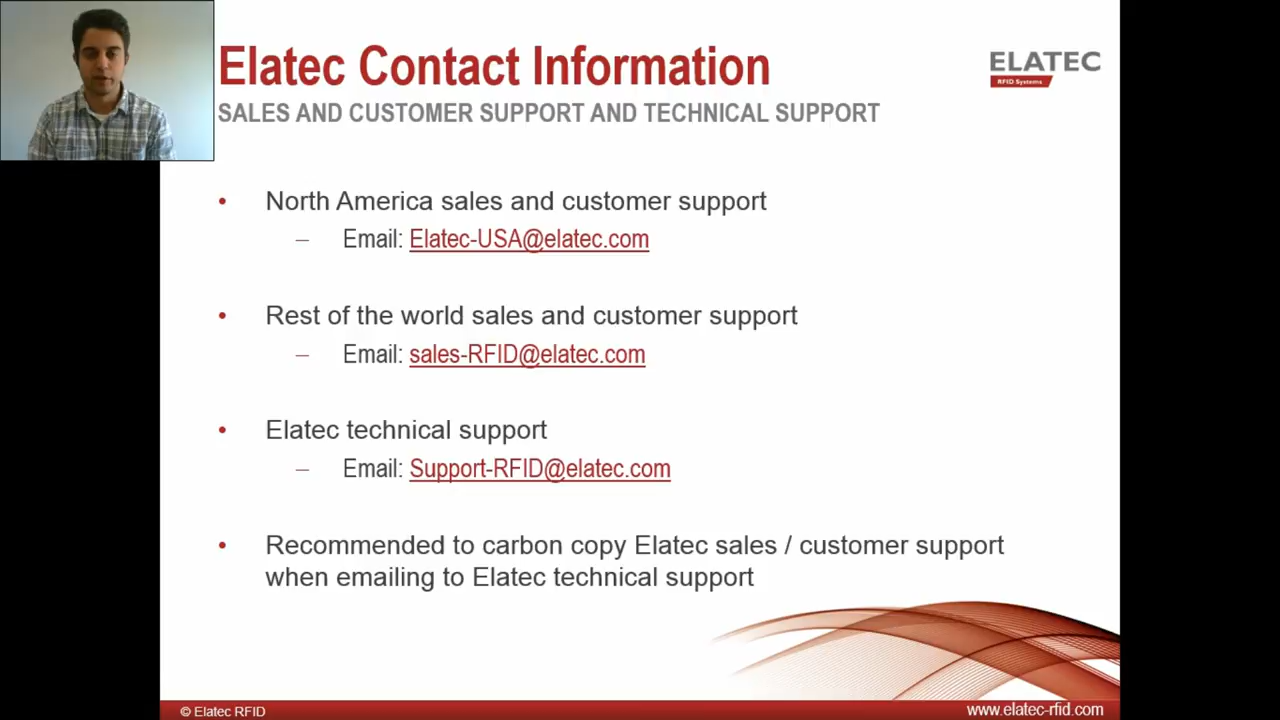 Elatec Contact Information
SALES AND CUSTOMER SUPPORT AND TECHNICAL SUPPORT
ELATEC
RFID Systems
• North America sales and customer support
– Email: Elatec-USA@elatec.com
• Rest of the world sales and customer support
– Email: sales-RFID@elatec.com
• Elatec technical support
– Email: Support-RFID@elatec.com
• Recommended to carbon copy Elatec sales / customer support
when emailing to Elatec technical support
© Elatec RFID
www.elatec-rfid.com